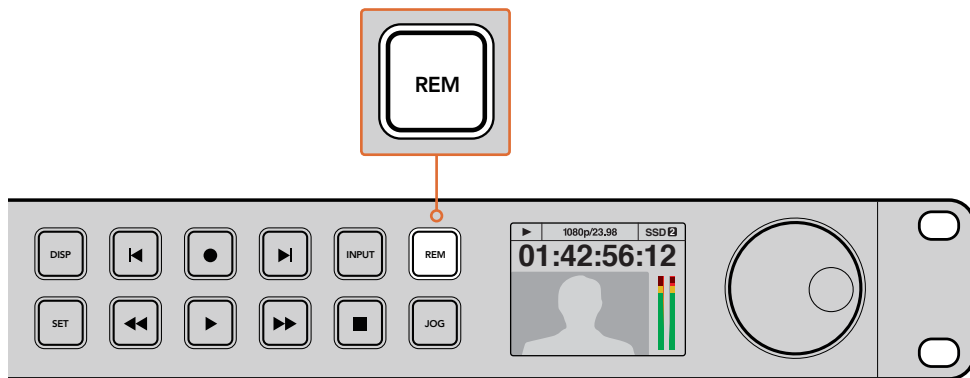 REM
DISP
INPUT
REM
1080p/23.98
SSD 2
01:42:56:12
SET
JOG